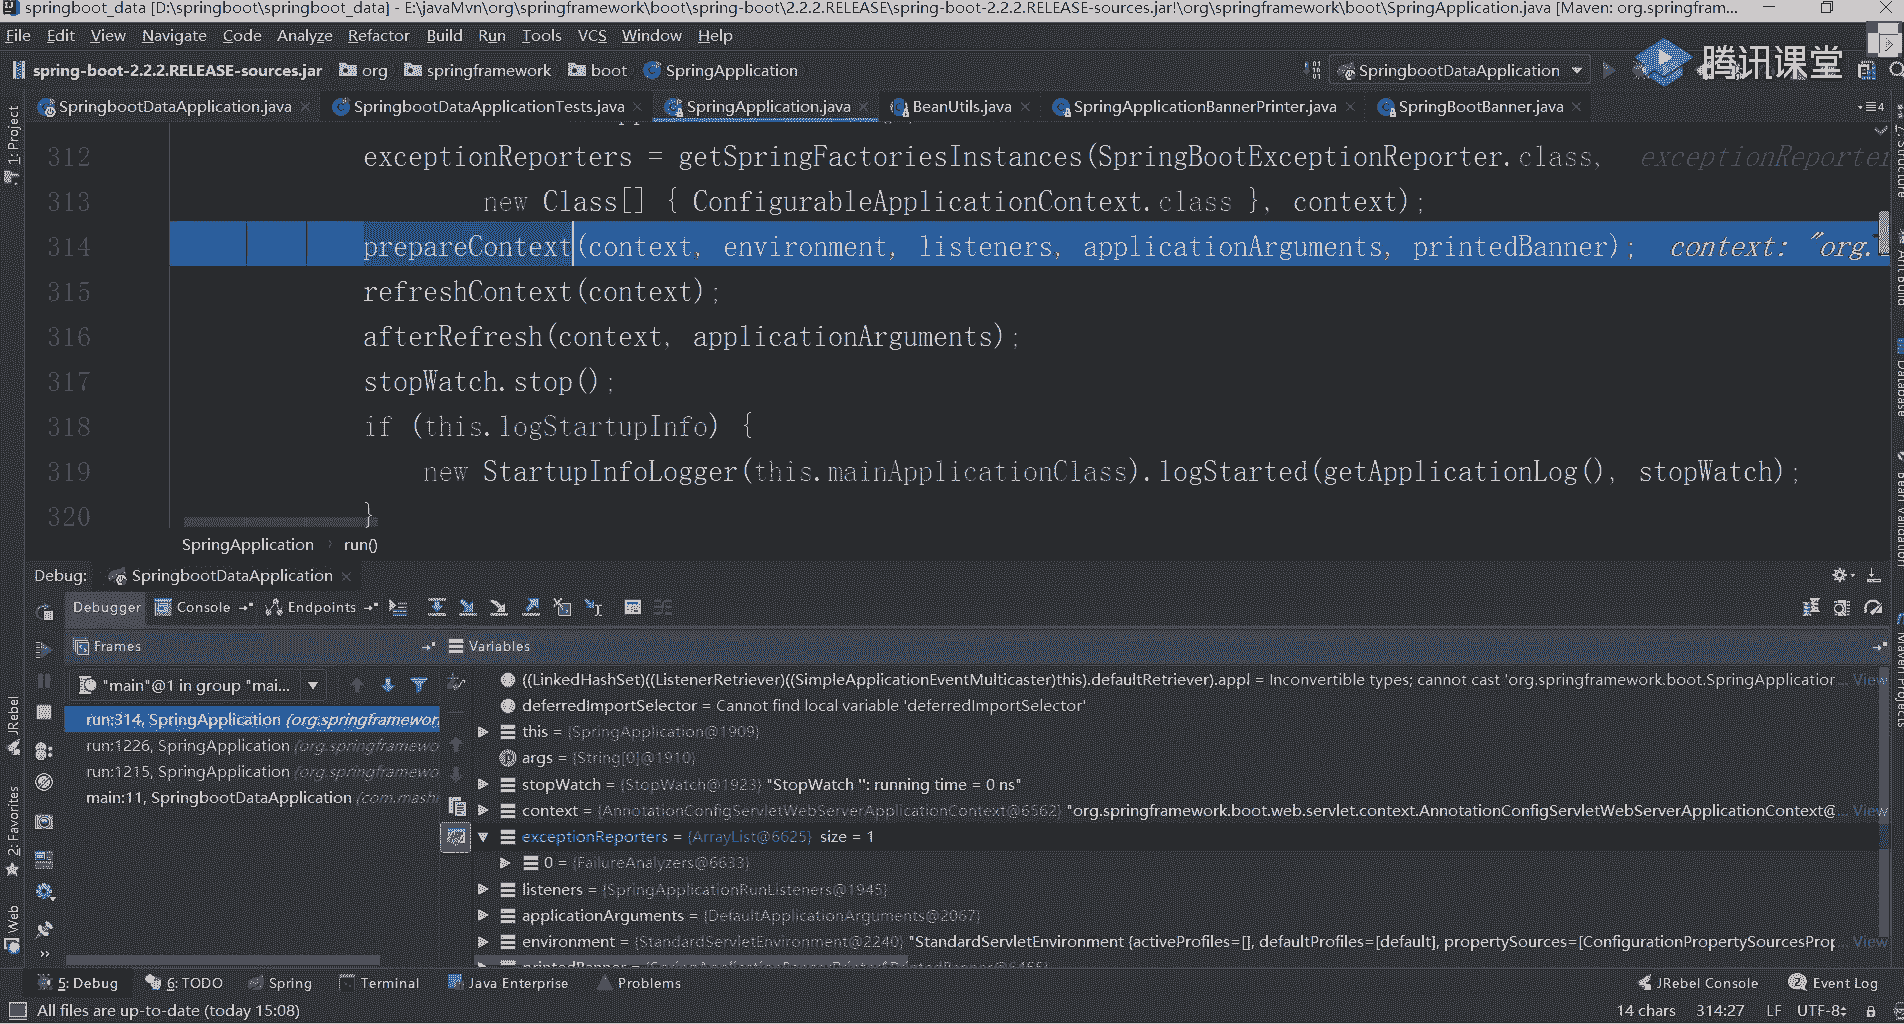 springboot_data [D:\springboot\springboot_data] - E:\javaMvn\org\springframework\boot\spring-boot\2.2.2.RELEASE\spring-boot-2.2.2.RELEASE-sources.jar!\org\springframework\boot\SpringApplication.java [Maven: org.springfram...
File Edit View Navigate Code Analyze Refactor Build Run Tools VCS Window Help
spring-boot-2.2.2.RELEASE-sources.jar org springframework boot SpringApplication SpringbootDataApplication
腾讯课堂
SpringbootDataApplication.java SpringbootDataApplicationTests.java SpringApplication.java BeanUtils.java SpringApplicationBannerPrinter.java SpringBootBanner.java
1: Project
312 exceptionReporters = getSpringFactoriesInstances(SpringBootExceptionReporter.class, exceptionReporter
313 new Class[] { ConfigurableApplicationContext.class }, context);
314 prepareContext(context, environment, listeners, applicationArguments, printedBanner); context: "org.
315 refreshContext(context);
316 afterRefresh(context, applicationArguments);
317 stopWatch.stop();
318 if (this.logStartupInfo) {
319 new StartupInfoLogger(this.mainApplicationClass).logStarted(getApplicationLog(), stopWatch);
320 }
SpringApplication run()
Database
Bean Validation
Maven Projects
Debug: SpringbootDataApplication
Debugger Console Endpoints
Frames Variables
"main"@1 in group "mai...
run:314, SpringApplication (org.springframewor
run:1226, SpringApplication (org.springframewo
run:1215, SpringApplication (org.springframewo
main:11, SpringbootDataApplication (com.mashi
((LinkedHashSet)((ListenerRetriever)((SimpleApplicationEventMulticaster)this).defaultRetriever).appl = Inconvertible types; cannot cast 'org.springframework.boot.SpringApplication... View
deferredImportSelector = Cannot find local variable 'deferredImportSelector'
this = {SpringApplication@1909}
args = {String[0]@1910}
stopWatch = {StopWatch@1923} "StopWatch '': running time = 0 ns"
context = {AnnotationConfigServletWebServerApplicationContext@6562} "org.springframework.boot.web.servlet.context.AnnotationConfigServletWebServerApplicationContext@... View
exceptionReporters = {ArrayList@6625} size = 1
0 = {FailureAnalyzers@6633}
listeners = {SpringApplicationRunListeners@1945}
applicationArguments = {DefaultApplicationArguments@2067}
environment = {StandardServletEnvironment@2240} "StandardServletEnvironment {activeProfiles=[], defaultProfiles=[default], propertySources=[ConfigurationPropertySourcesProp... View
JRebel
2: Favorites
Web
5: Debug 6: TODO Spring Terminal Java Enterprise Problems JRebel Console Event Log
All files are up-to-date (today 15:08) 14 chars 314:27 LF UTF-8